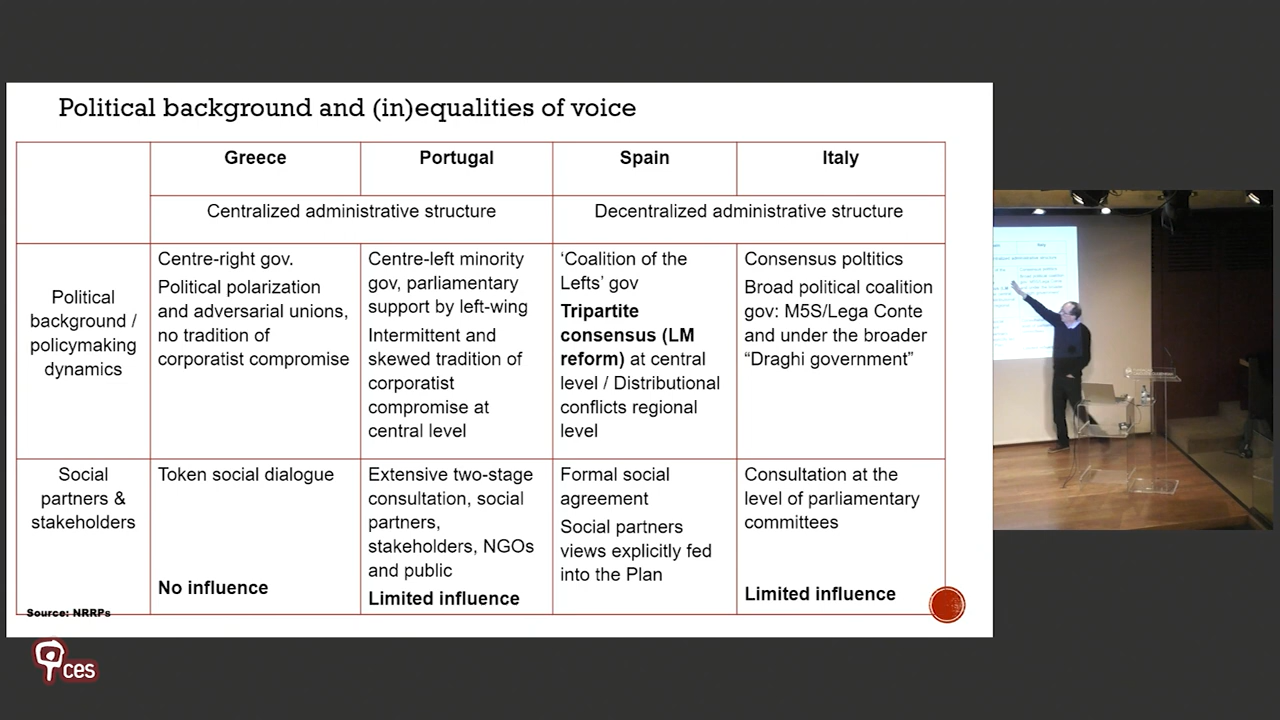 Political background and (in)equalities of voice
Greece
Portugal
Spain
Italy
Centralized administrative structure
Decentralized administrative structure
Political
background /
policymaking
dynamics
Centre-right gov.
Political polarization
and adversarial unions,
no tradition of
corporatist compromise
Centre-left minority
gov, parliamentary
support by left-wing
Intermittent and
skewed tradition of
corporatist
compromise at
central level
‘Coalition of the
Lefts’ gov
Tripartite
consensus (LM
reform) at central
level / Distributional
conflicts regional
level
Consensus poltitics
Broad political coalition
gov: M5S/Lega Conte
and under the broader
“Draghi government”
Social
partners &
stakeholders
Token social dialogue
No influence
Extensive two-stage
consultation, social
partners,
stakeholders, NGOs
and public
Limited influence
Formal social
agreement
Social partners
views explicitly fed
into the Plan
Consultation at the
level of parliamentary
committees
Limited influence
Source: NRRPs
ces